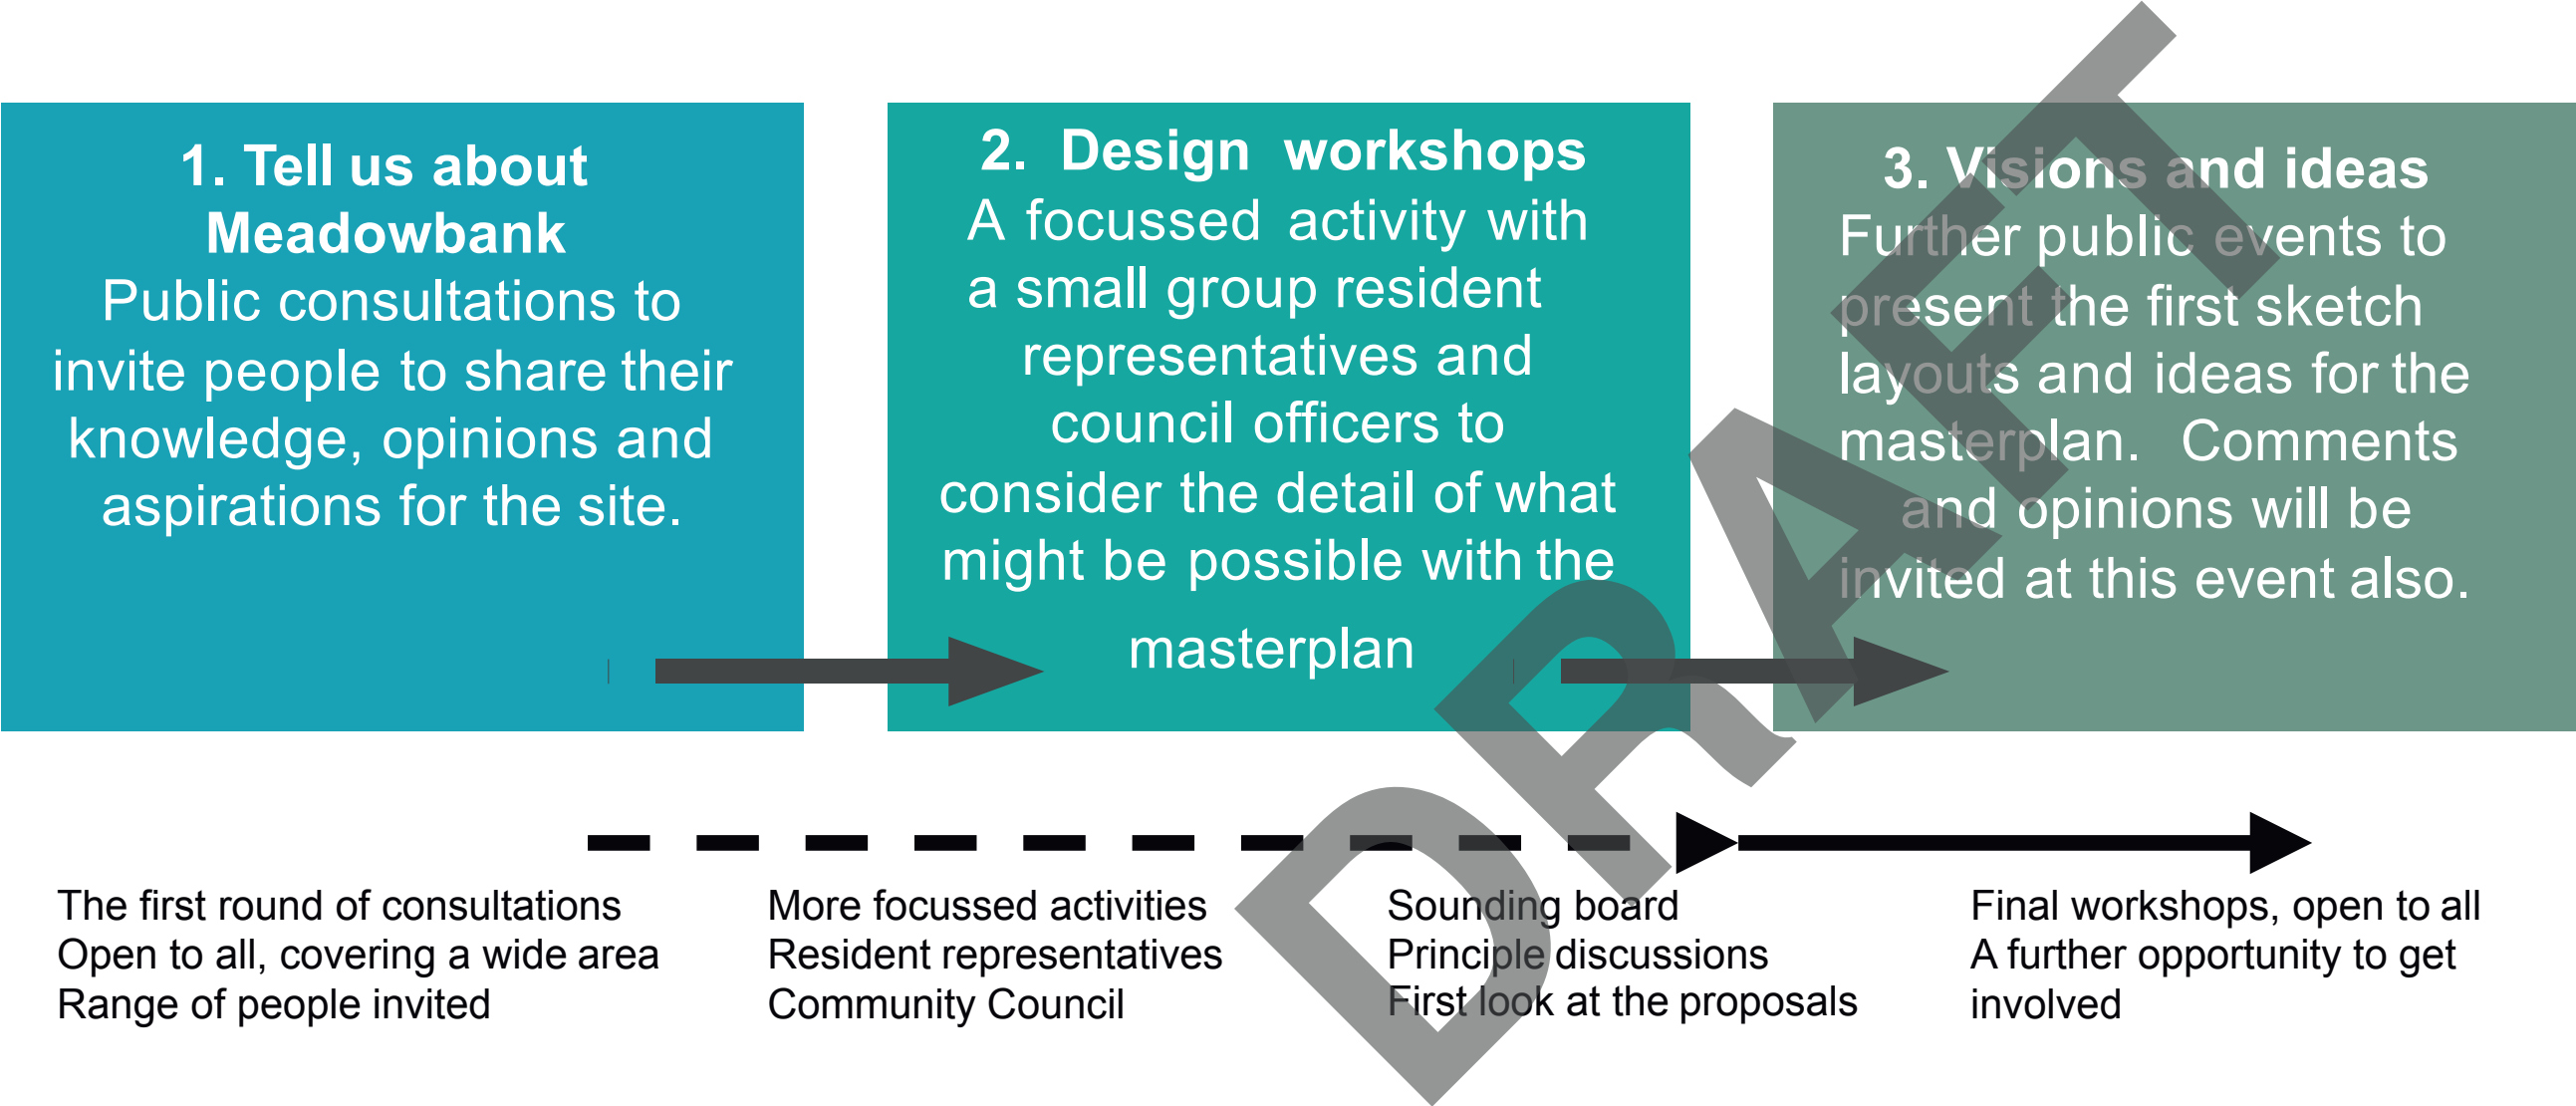 1. Tell us about
Meadowbank
Public consultations to
invite people to share their
knowledge, opinions and
aspirations for the site.
2. Design workshops
A focussed activity with
a small group resident
representatives and
council officers to
consider the detail of what
might be possible with the
masterplan
3. Visions and ideas
Further public events to
present the first sketch
layouts and ideas for the
masterplan. Comments
and opinions will be
invited at this event also.
The first round of consultations
Open to all, covering a wide area
Range of people invited
More focussed activities
Resident representatives
Community Council
Sounding board
Principle discussions
First look at the proposals
Final workshops, open to all
A further opportunity to get
involved
DRAFT